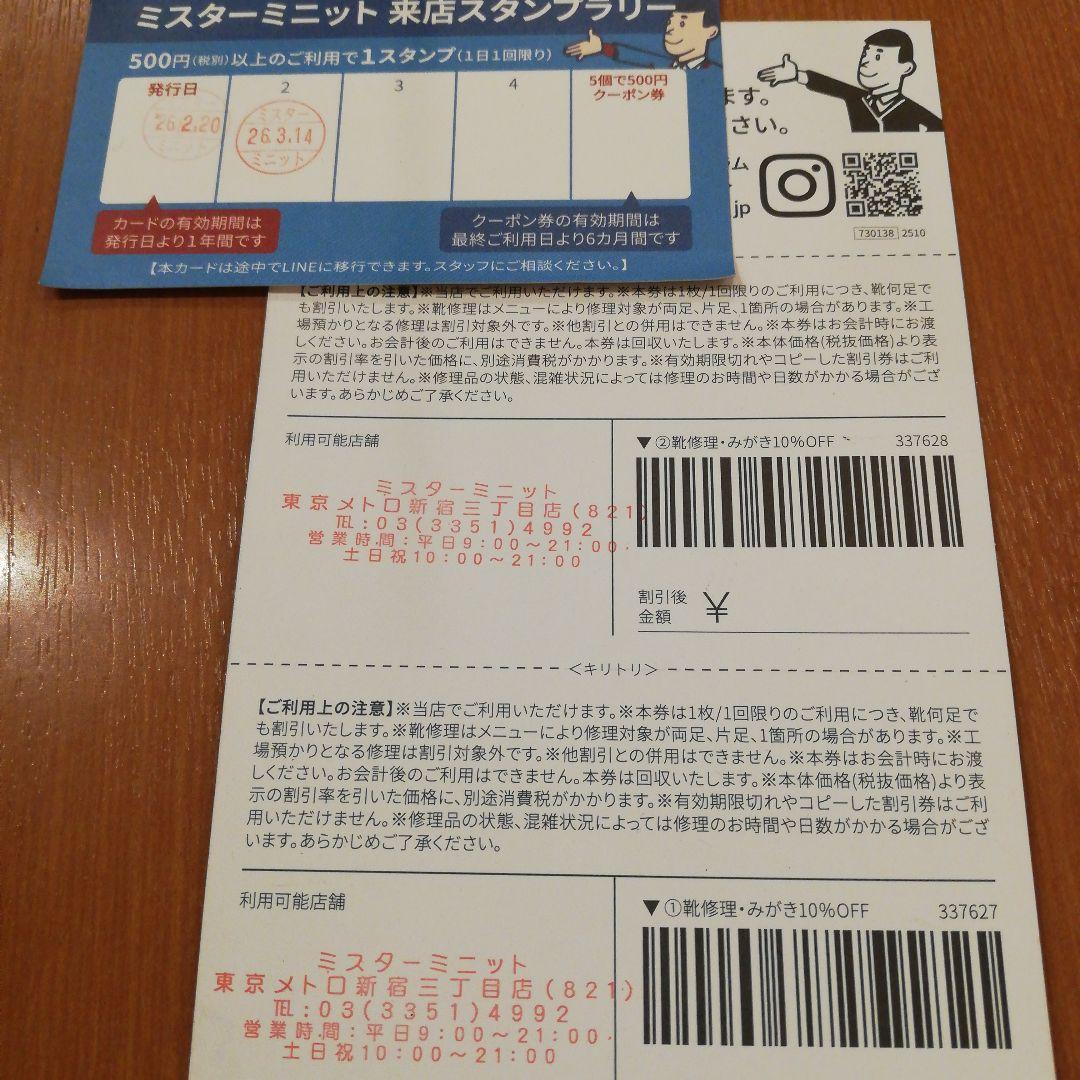 ミスターミニット 来店スタンプラリー
500円(税別)以上のご利用で1スタンプ(1日1回限り)
発行日
2
3
4
5個で500円
クーポン券
26.2.20
ミニット
ミスター
26.3.14
ミニット
カードの有効期間は
発行日より1年間です
クーポン券の有効期間は
最終ご利用日より6カ月間です
【本カードは途中でLINEに移行できます。スタッフにご相談ください。】
ます。
さい。
ラム
jp
730138 2510
【ご利用上の注意】※当店でご利用いただけます。※本券は1枚/1回限りのご利用につき、靴何足で
も割引いたします。※靴修理はメニューにより修理対象が両足、片足、1箇所の場合があります。※工
場預かりとなる修理は割引対象外です。※他割引との併用はできません。※本券はお会計時にお渡
しください。お会計後のご利用はできません。本券は回収いたします。※本体価格(税抜価格)より表
示の割引率を引いた価格に、別途消費税がかかります。※有効期限切れやコピーした割引券はご利
用いただけません。※修理品の状態、混雑状況によっては修理のお時間や日数がかかる場合がござ
います。あらかじめご了承ください。
利用可能店舗
ミスターミニット
東京メトロ新宿三丁目店(821)
℡:03(3351)4992
営業時間:平日9:00～21:00.
土日祝10:00～21:00
▼②靴修理・みがき10%OFF 337628
割引後
金額 ¥
<キリトリ>
【ご利用上の注意】※当店でご利用いただけます。※本券は1枚/1回限りのご利用につき、靴何足で
も割引いたします。※靴修理はメニューにより修理対象が両足、片足、1箇所の場合があります。※工
場預かりとなる修理は割引対象外です。※他割引との併用はできません。※本券はお会計時にお渡
しください。お会計後のご利用はできません。本券は回収いたします。※本体価格(税抜価格)より表
示の割引率を引いた価格に、別途消費税がかかります。※有効期限切れやコピーした割引券はご利
用いただけません。※修理品の状態、混雑状況によっては修理のお時間や日数がかかる場合がござ
います。あらかじめご了承ください。
利用可能店舗
ミスターミニット
東京メトロ新宿三丁目店(821)
℡:03(3351)4992
営業時間:平日9:00～21:00.
土日祝10:00～21:00
▼①靴修理・みがき10%OFF 337627